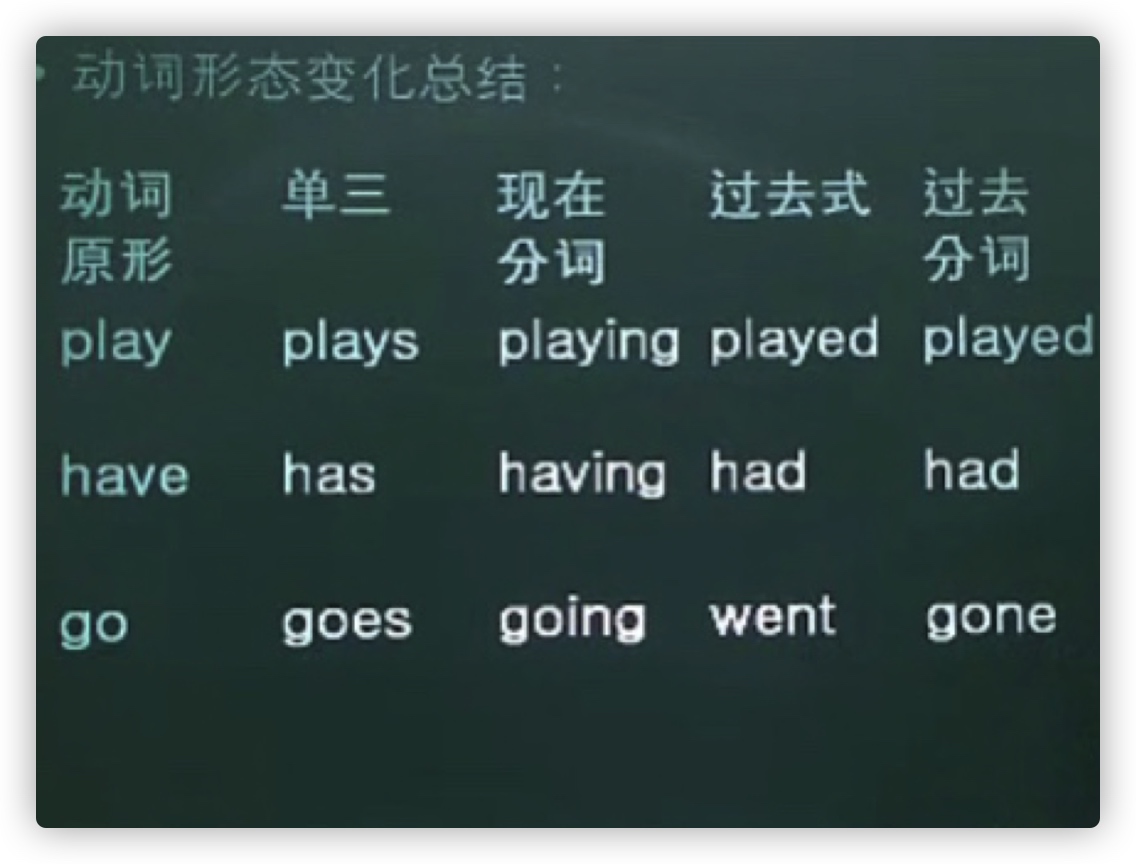 • 动词形态变化总结：
动词原形 单三 现在分词 过去式 过去分词
play plays playing played played
have has having had had
go goes going went gone